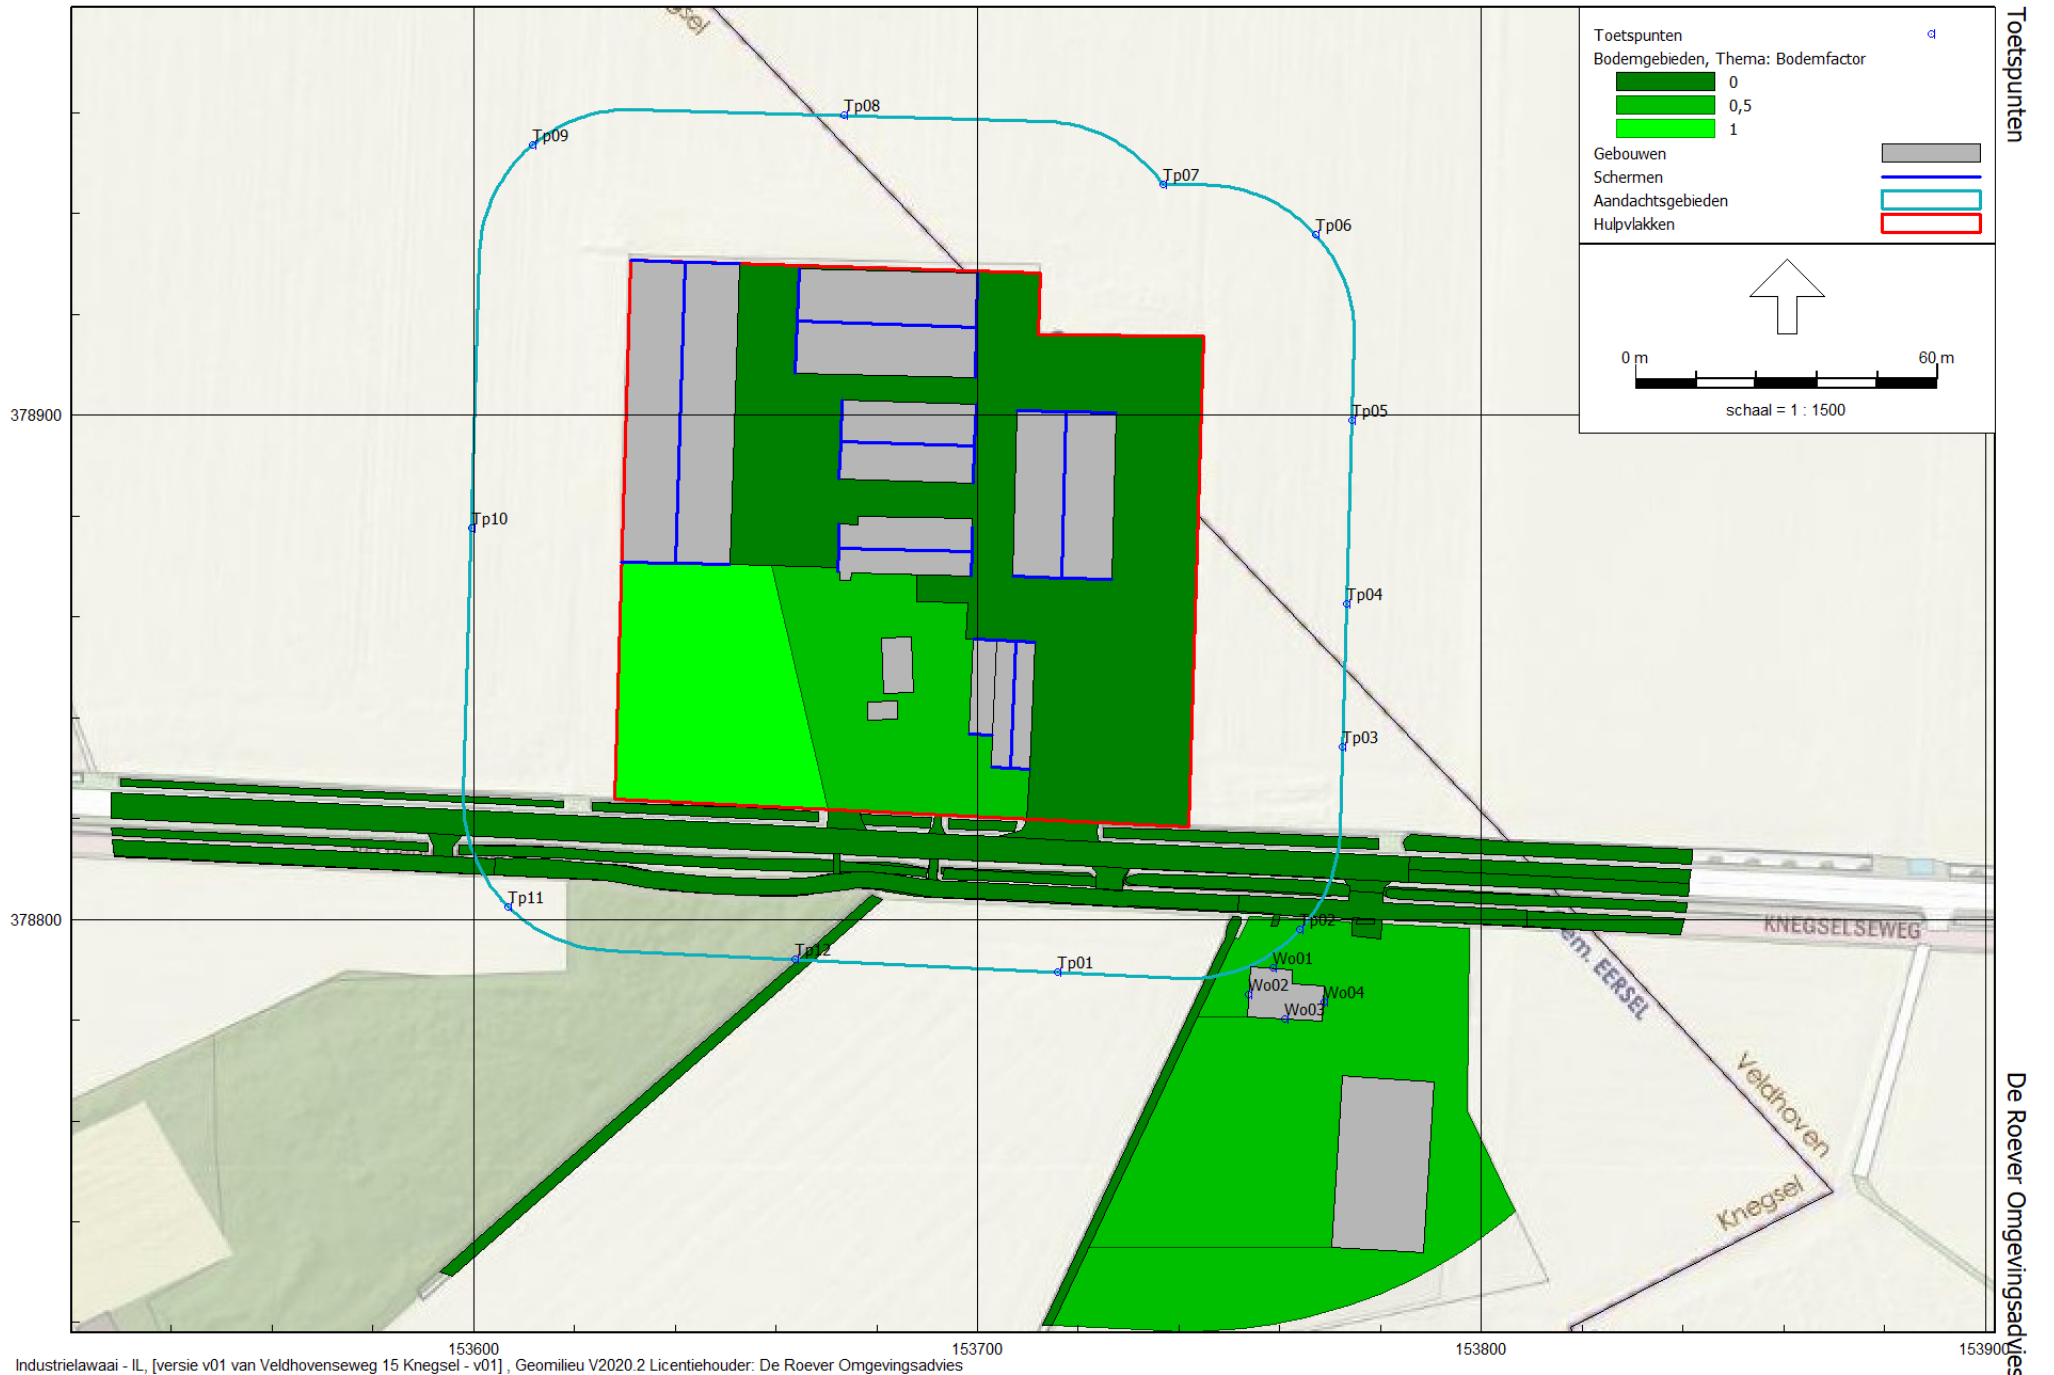 Toetspunten
Toetspunten
Bodemgebieden, Thema: Bodemfactor
0
0,5
1
Gebouwen
Schermen
Aandachtsgebieden
Hulpvlakken
0 m
60 m
schaal = 1 : 1500
Tp08
Tp09
Tp07
Tp06
378900
Tp05
Tp10
Tp04
Tp03
Tp11
378800
Tp02
KNEGSELSEWEG
Tp12
Tp01
Wo01
Wo02
Wo04
Wo03
em. EERSEL
Veldhoven
Knegsel
De Roever Omgevingsadvies
153600
153700
153800
153900
Industrielawaai - IL, [versie v01 van Veldhovenseweg 15 Knegsel - v01] , Geomilieu V2020.2 Licentiehouder: De Roever Omgevingsadvies